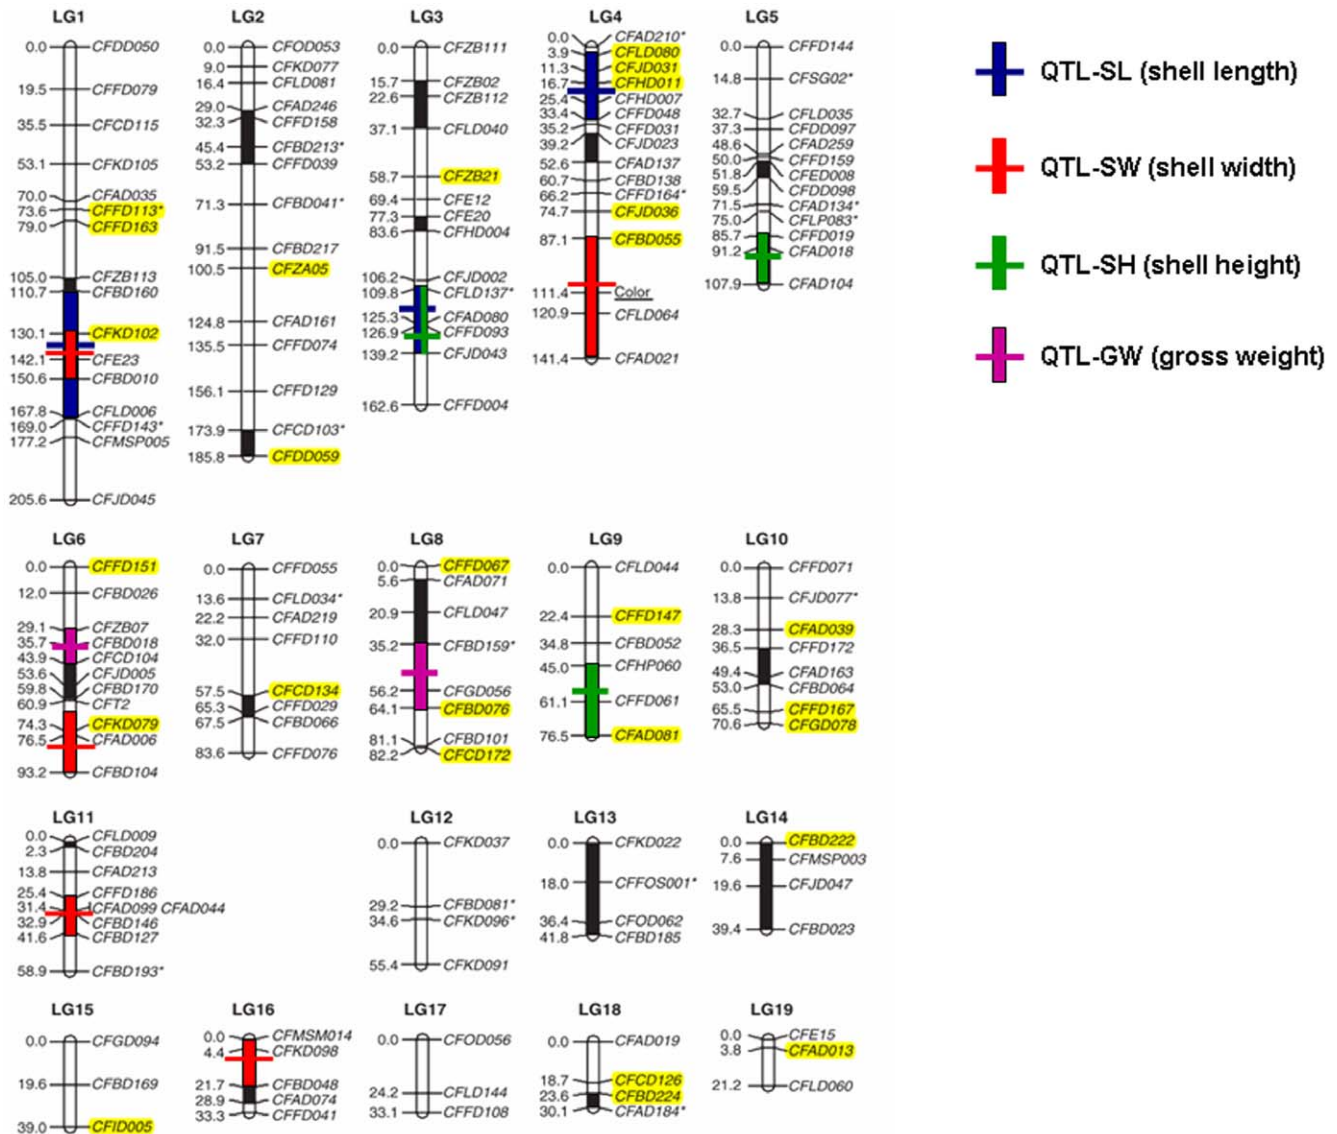 LG1
0.0 CFDD050
19.5 CFFD079
35.5 CFCD115
53.1 CFKD105
70.0 CFAD035
73.6 CFFD113*
79.0 CFFD163
105.0 CFZB113
110.7 CFBD160
130.1 CFKD102
142.1 CFE23
150.6 CFBD010
167.8 CFLD006
169.0 CFFD143*
177.2 CFMSP005
205.6 CFJD045
LG2
0.0 CFOD053
9.0 CFKD077
16.4 CFLD081
29.0 CFAD246
32.3 CFFD158
45.4 CFBD213*
53.2 CFFD039
71.3 CFBD041*
91.5 CFBD217
100.5 CFZA05
124.8 CFAD161
135.5 CFFD074
156.1 CFFD129
173.9 CFCD103*
185.8 CFDD059
LG3
0.0 CFZB111
15.7 CFZB02
22.6 CFZB112
37.1 CFLD040
58.7 CFZB21
69.4 CFE12
77.3 CFE20
83.6 CFHD004
106.2 CFJD002
109.8 CFLD137*
125.3 CFAD080
126.9 CFFD093
139.2 CFJD043
162.6 CFFD004
LG4
0.0 CFAD210*
3.9 CFLD080
11.3 CFJD031
16.7 CFHD011
25.4 CFHD007
33.4 CFFD048
35.2 CFFD031
39.2 CFJD023
52.6 CFAD137
60.7 CFBD138
66.2 CFFD164*
74.7 CFJD036
87.1 CFBD055
111.4 Color
120.9 CFLD064
141.4 CFAD021
LG5
0.0 CFFD144
14.8 CFSG02*
32.7 CFLD035
37.3 CFDD097
48.6 CFAD259
50.0 CFFD159
51.8 CFED008
59.5 CFDD098
71.5 CFAD134*
75.0 CFLP083*
85.7 CFFD019
91.2 CFAD018
107.9 CFAD104
QTL-SL (shell length)
QTL-SW (shell width)
QTL-SH (shell height)
QTL-GW (gross weight)
LG6
0.0 CFFD151
12.0 CFBD026
29.1 CFZB07
35.7 CFBD018
43.9 CFCD104
53.6 CFJD005
59.8 CFBD170
60.9 CFT2
74.3 CFKD079
76.5 CFAD006
93.2 CFBD104
LG7
0.0 CFFD055
13.6 CFLD034*
22.2 CFAD219
32.0 CFFD110
57.5 CFCD134
65.3 CFFD029
67.5 CFBD066
83.6 CFFD076
LG8
0.0 CFFD067
5.6 CFAD071
20.9 CFLD047
35.2 CFBD159*
56.2 CFGD056
64.1 CFBD076
81.1 CFBD101
82.2 CFCD172
LG9
0.0 CFLD044
22.4 CFFD147
34.8 CFBD052
45.0 CFHP060
61.1 CFFD061
76.5 CFAD081
LG10
0.0 CFFD071
13.8 CFJD077*
28.3 CFAD039
36.5 CFFD172
49.4 CFAD163
53.0 CFBD064
65.5 CFFD167
70.6 CFGD078
LG11
0.0 CFLD009
2.3 CFBD204
13.8 CFAD213
25.4 CFFD186
31.4 CFAD099 CFAD044
32.9 CFBD146
41.6 CFBD127
58.9 CFBD193*
LG12
0.0 CFKD037
29.2 CFBD081*
34.6 CFKD096*
55.4 CFKD091
LG13
0.0 CFKD022
18.0 CFFOS001*
36.4 CFOD062
41.8 CFBD185
LG14
0.0 CFBD222
7.6 CFMSP003
19.6 CFJD047
39.4 CFBD023
LG15
0.0 CFGD094
19.6 CFBD169
39.0 CFID005
LG16
0.0 CFMSM014
4.4 CFKD098
21.7 CFBD048
28.9 CFAD074
33.3 CFFD041
LG17
0.0 CFOD056
24.2 CFLD144
33.1 CFFD108
LG18
0.0 CFAD019
18.7 CFCD126
23.6 CFBD224
30.1 CFAD184*
LG19
0.0 CFE15
3.8 CFAD013
21.2 CFLD060